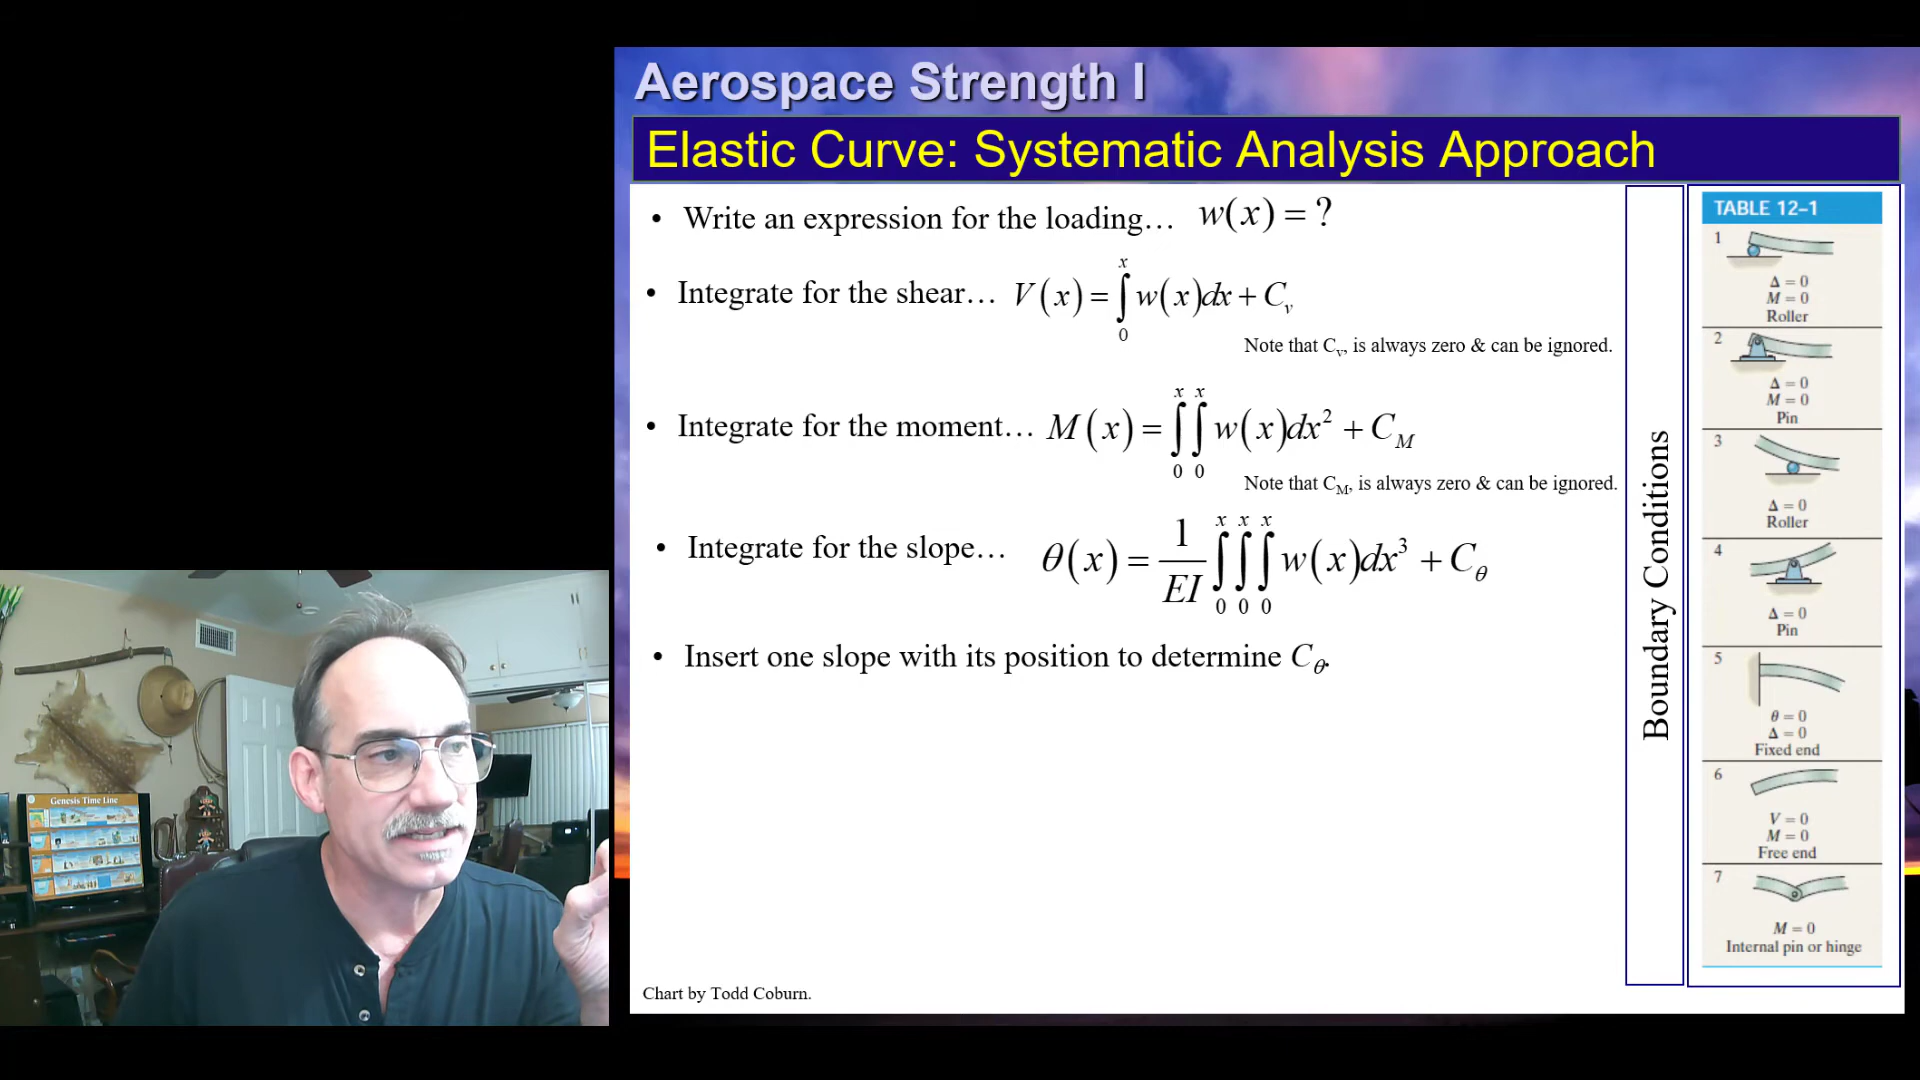 Aerospace Strength I
Elastic Curve: Systematic Analysis Approach
• Write an expression for the loading… w(x) = ?
• Integrate for the shear… V(x) = ∫₀ˣ w(x)dx + Cᵥ
Note that Cᵥ, is always zero & can be ignored.
• Integrate for the moment… M(x) = ∫₀ˣ∫₀ˣ w(x)dx² + C_M
Note that C_M, is always zero & can be ignored.
• Integrate for the slope… θ(x) = 1/EI ∫₀ˣ∫₀ˣ∫₀ˣ w(x)dx³ + C_θ
• Insert one slope with its position to determine C_θ.
Chart by Todd Coburn.
Boundary Conditions
TABLE 12–1
1
Δ = 0
M = 0
Roller
2
Δ = 0
M = 0
Pin
3
Δ = 0
Roller
4
Δ = 0
Pin
5
θ = 0
Δ = 0
Fixed end
6
V = 0
M = 0
Free end
7
M = 0
Internal pin or hinge
Genesis Time Line